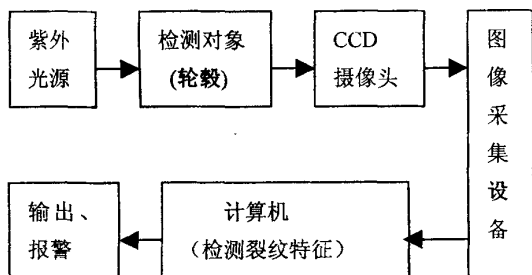 紫外
光源
检测对象
(轮毂)
CCD
摄像头
图
像
采
集
设
备
计算机
（检测裂纹特征）
输出、
报警